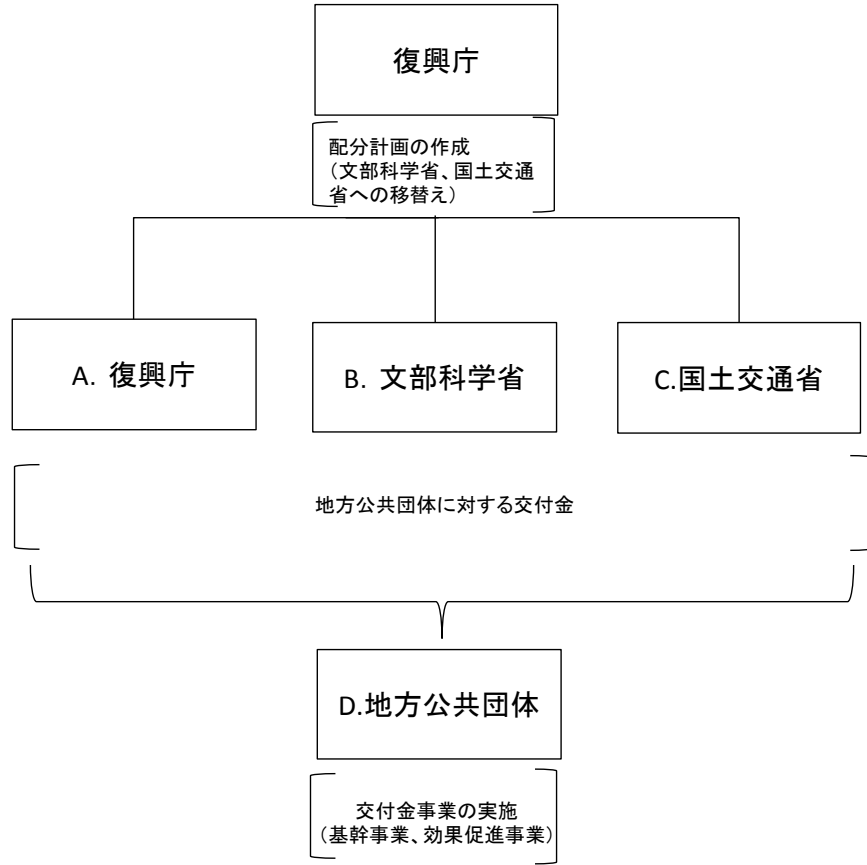 復興庁
配分計画の作成
（文部科学省、国土交通
省への移替え）
A. 復興庁
B. 文部科学省
C.国土交通省
地方公共団体に対する交付金
D.地方公共団体
交付金事業の実施
（基幹事業、効果促進事業）